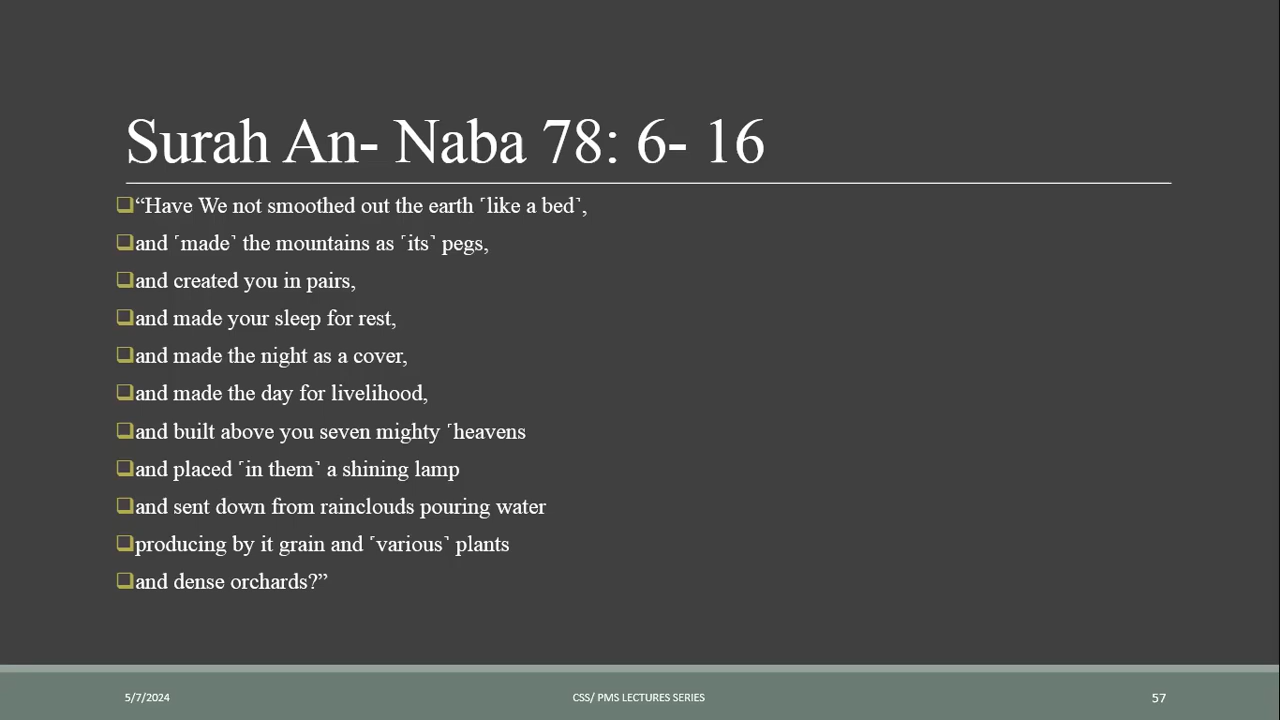 Surah An- Naba 78: 6- 16
❑“Have We not smoothed out the earth ˹like a bed˺,
❑and ˹made˺ the mountains as ˹its˺ pegs,
❑and created you in pairs,
❑and made your sleep for rest,
❑and made the night as a cover,
❑and made the day for livelihood,
❑and built above you seven mighty ˹heavens
❑and placed ˹in them˺ a shining lamp
❑and sent down from rainclouds pouring water
❑producing by it grain and ˹various˺ plants
❑and dense orchards?”
5/7/2024 CSS/ PMS LECTURES SERIES 57